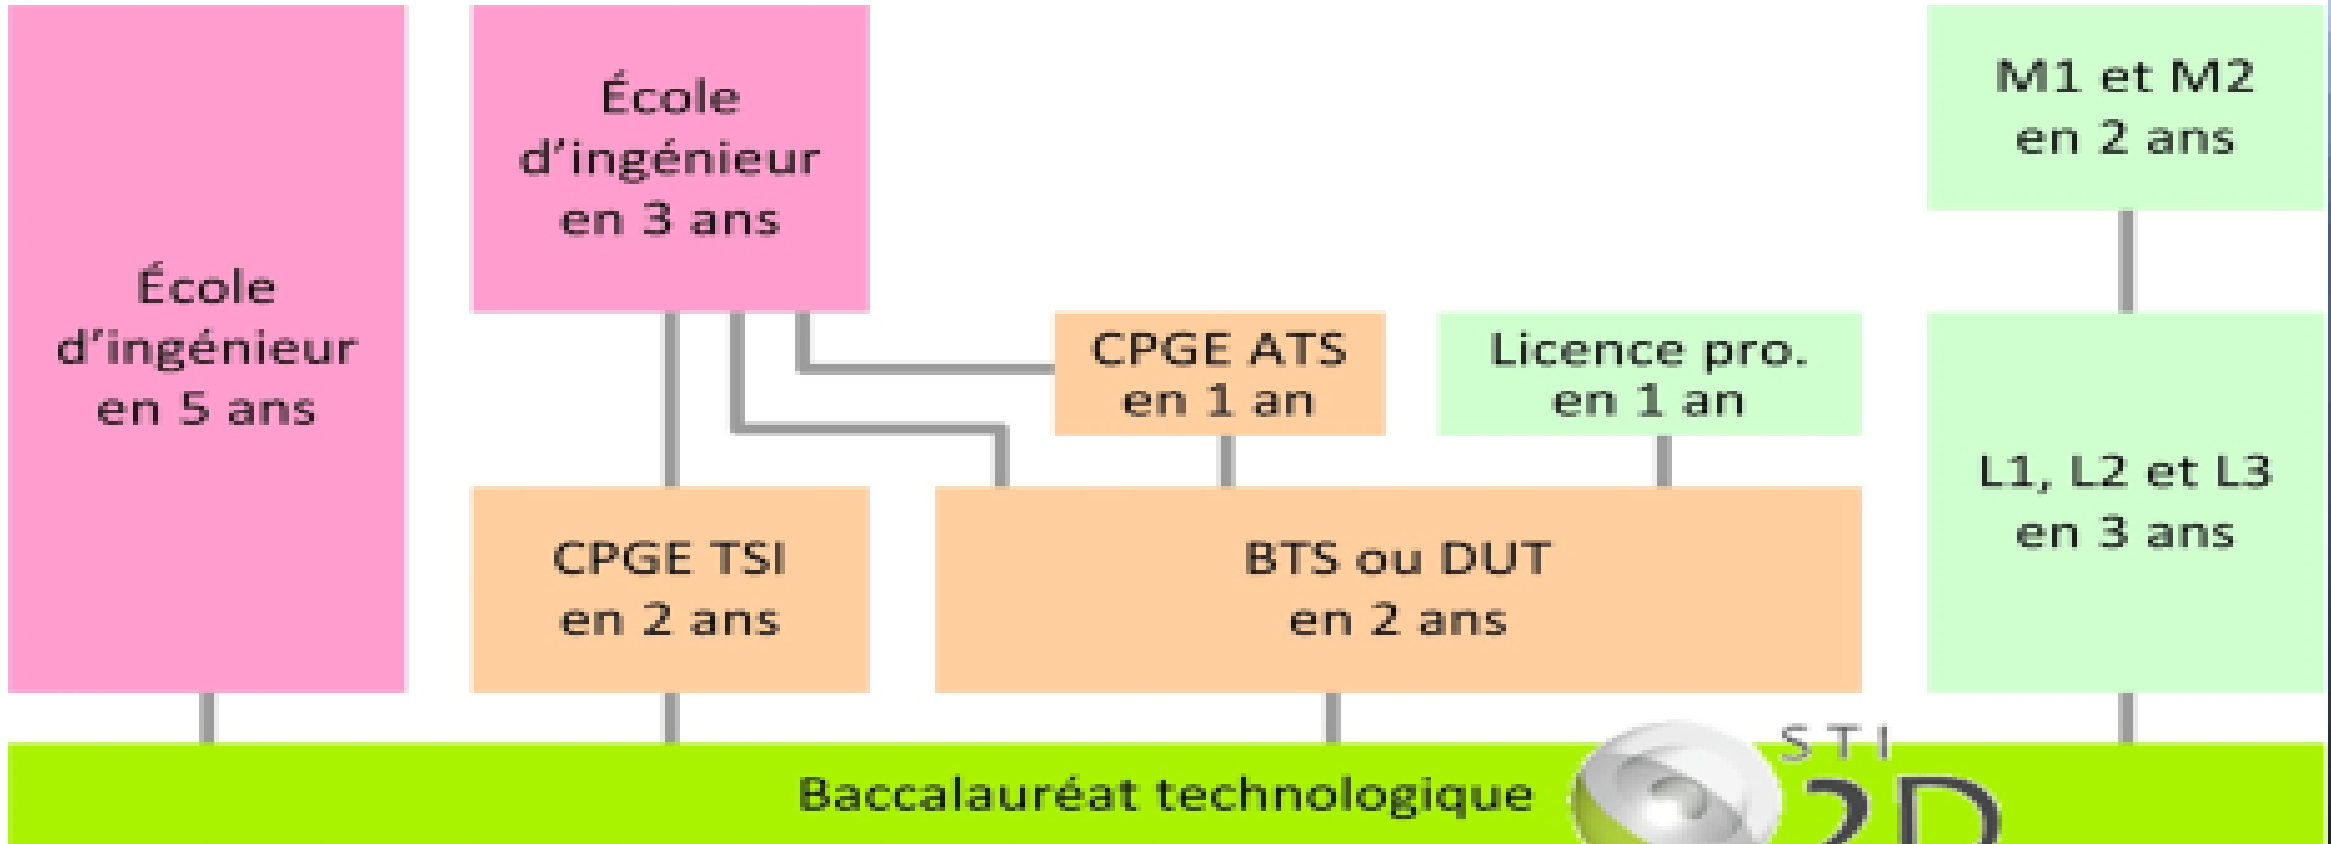 École
d’ingénieur
en 5 ans
École
d’ingénieur
en 3 ans
M1 et M2
en 2 ans
CPGE ATS
en 1 an
Licence pro.
en 1 an
L1, L2 et L3
en 3 ans
CPGE TSI
en 2 ans
BTS ou DUT
en 2 ans
Baccalauréat technologique
STI
2D